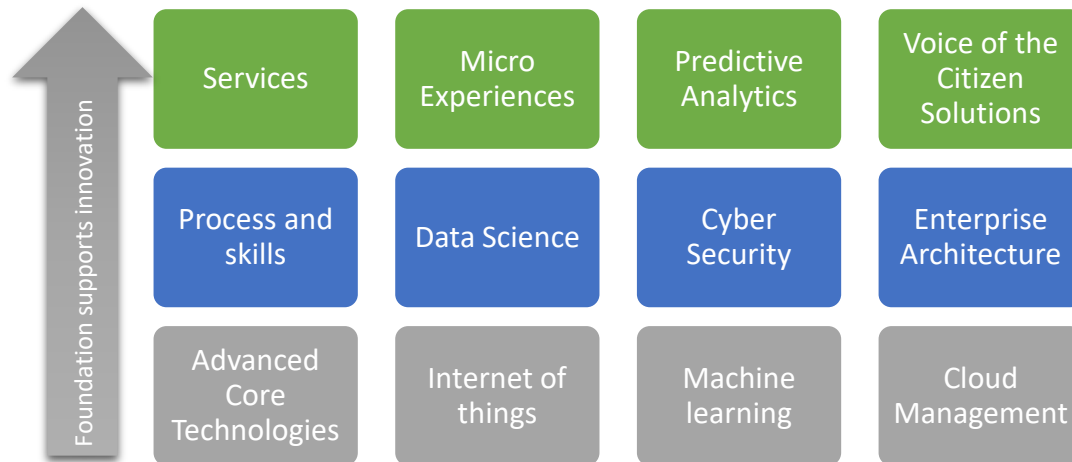 Foundation supports innovation
Services
Micro
Experiences
Predictive
Analytics
Voice of the
Citizen
Solutions
Process and
skills
Data Science
Cyber
Security
Enterprise
Architecture
Advanced
Core
Technologies
Internet of
things
Machine
learning
Cloud
Management